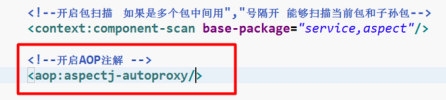 <!--开启包扫描 如果是多个包中间用","号隔开 能够扫描当前包和子孙包-->
<context:component-scan base-package="service,aspect"/>
<!--开启AOP注解 -->
<aop:aspectj-autoproxy/>